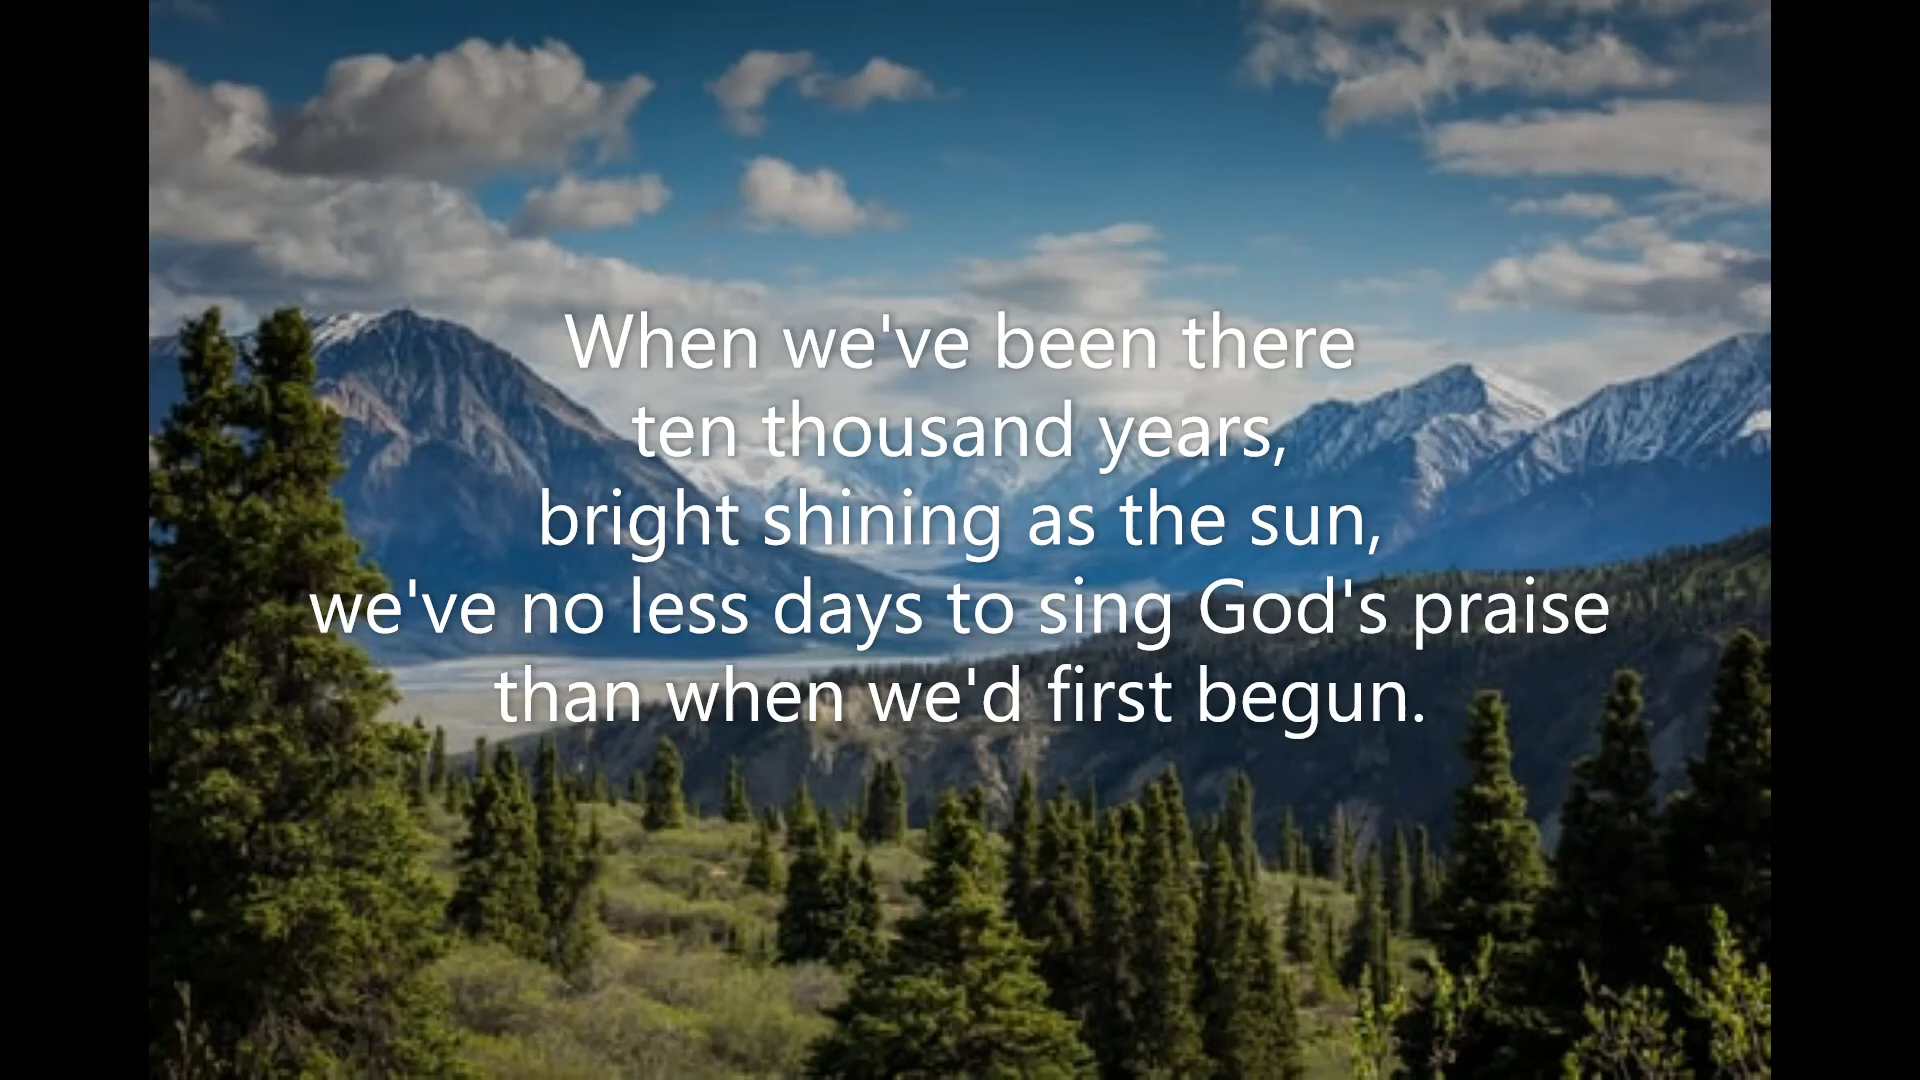 When we've been there
ten thousand years,
bright shining as the sun,
we've no less days to sing God's praise
than when we'd first begun.